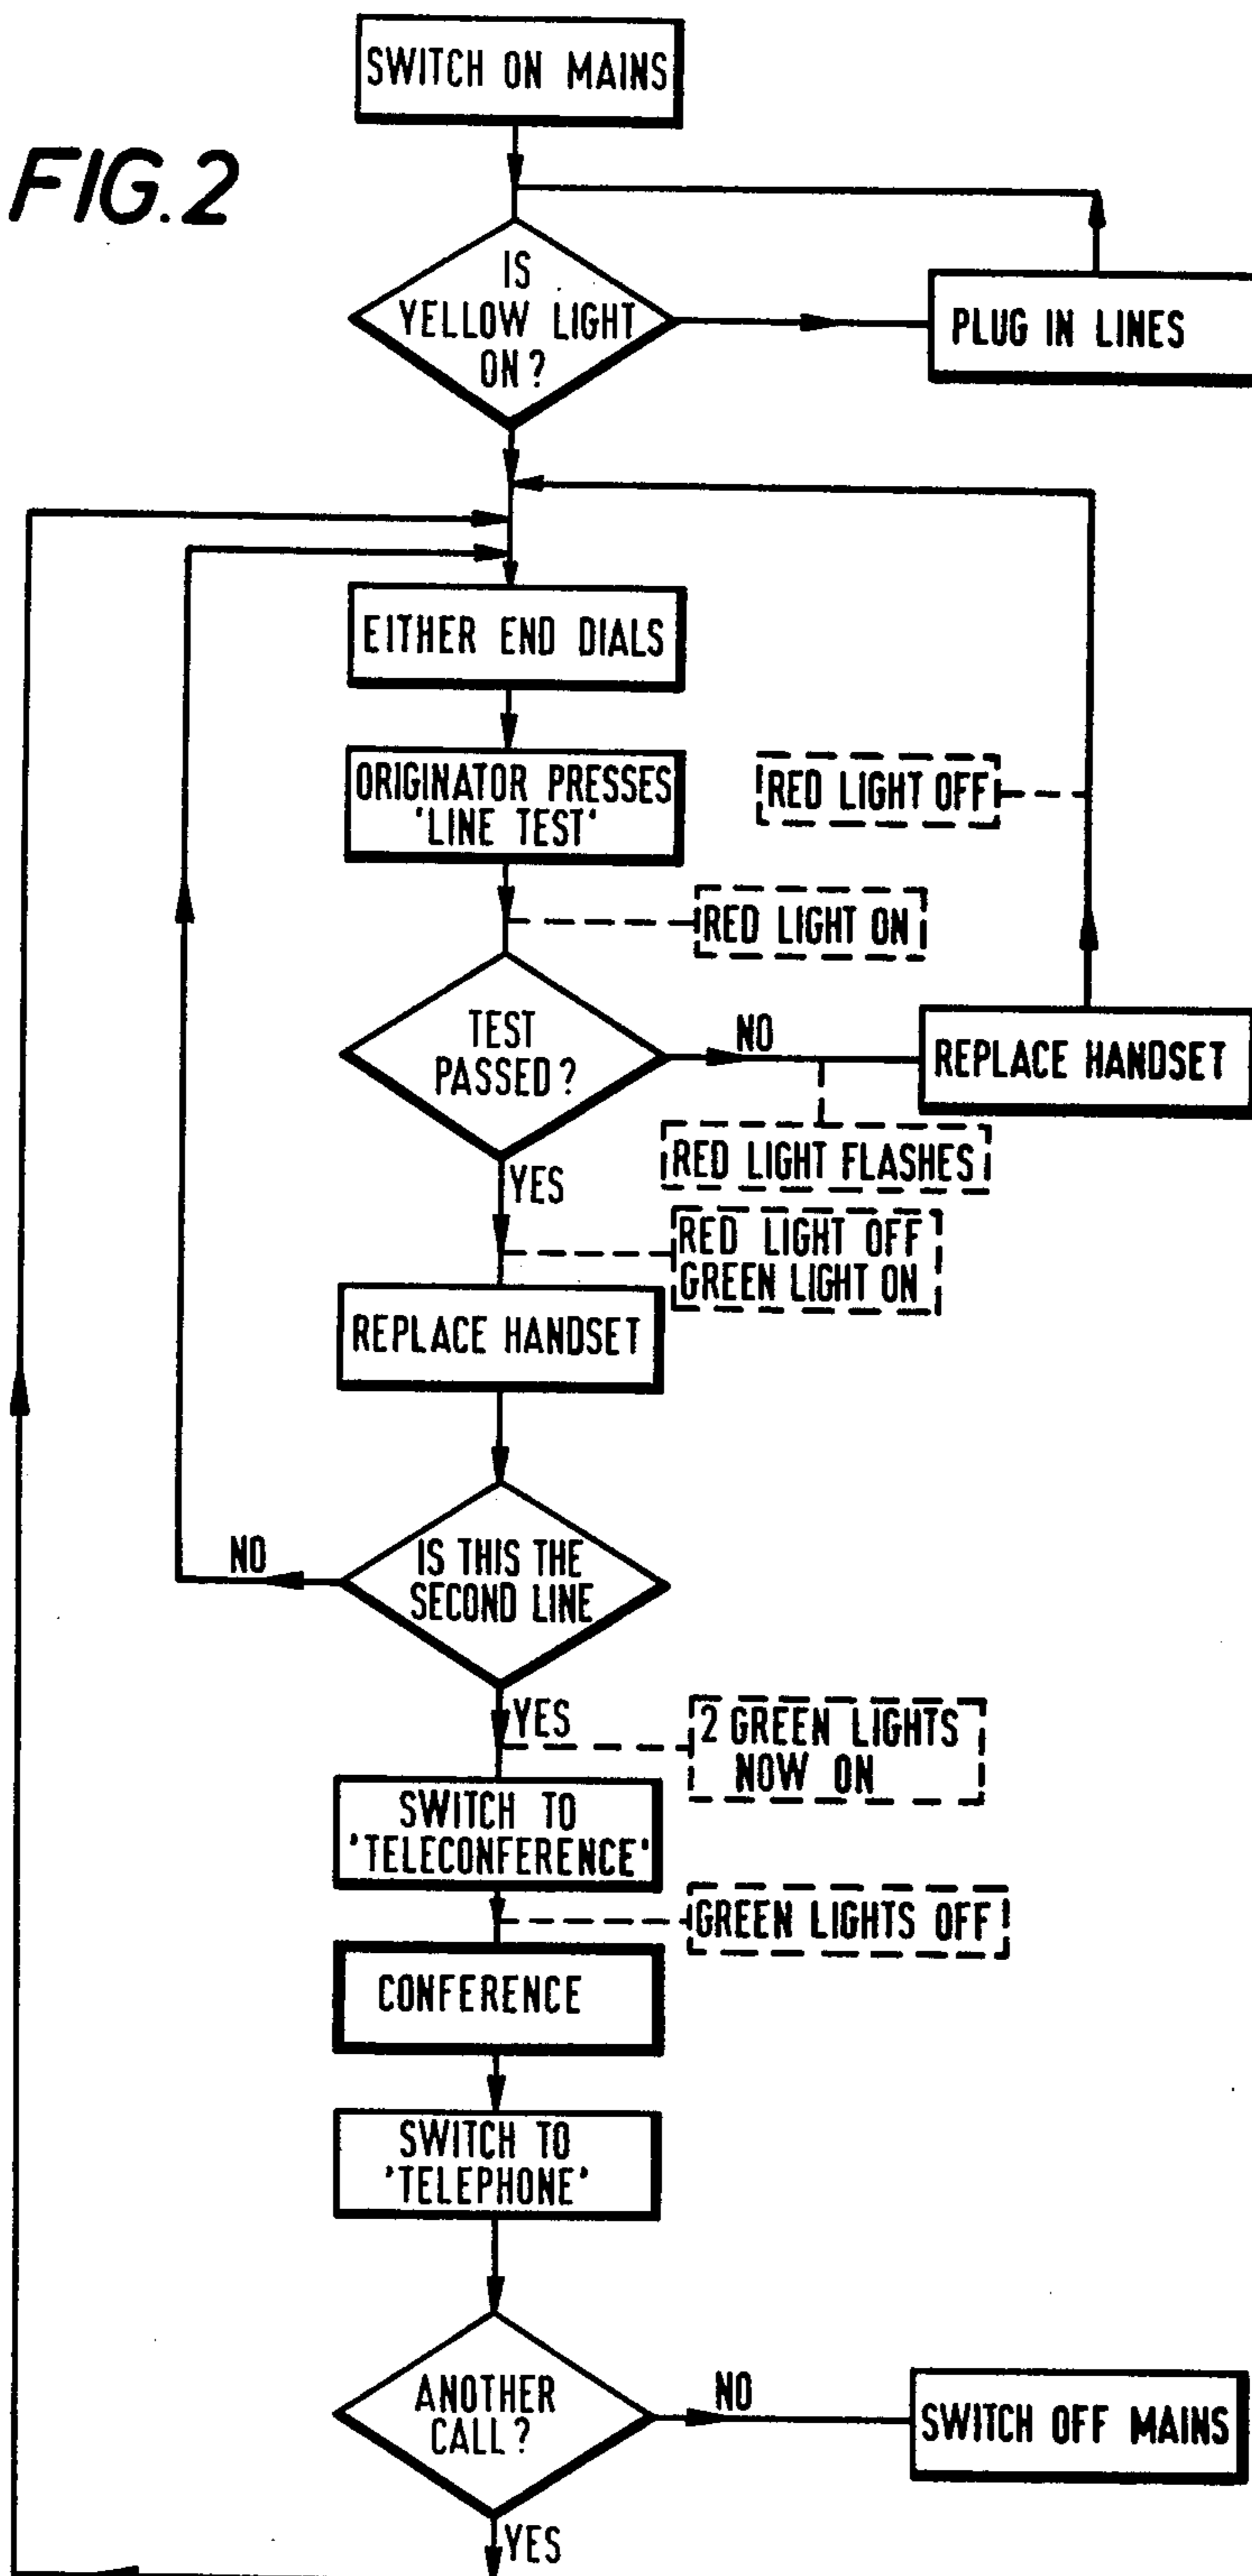 SWITCH ON MAINS
FIG.2
IS
YELLOW LIGHT
ON?
PLUG IN LINES
EITHER END DIALS
ORIGINATOR PRESSES
'LINE TEST'
RED LIGHT OFF
RED LIGHT ON
TEST
PASSED?
NO
REPLACE HANDSET
RED LIGHT FLASHES
YES
RED LIGHT OFF
GREEN LIGHT ON
REPLACE HANDSET
NO
IS THIS THE
SECOND LINE
YES
2 GREEN LIGHTS
NOW ON
SWITCH TO
'TELECONFERENCE'
GREEN LIGHTS OFF
CONFERENCE
SWITCH TO
'TELEPHONE'
ANOTHER
CALL?
NO
SWITCH OFF MAINS
YES